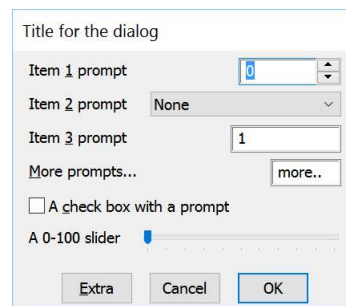 Title for the dialog
Item 1 prompt 0
Item 2 prompt None
Item 3 prompt 1
More prompts... more..
A check box with a prompt
A 0-100 slider
Extra Cancel OK